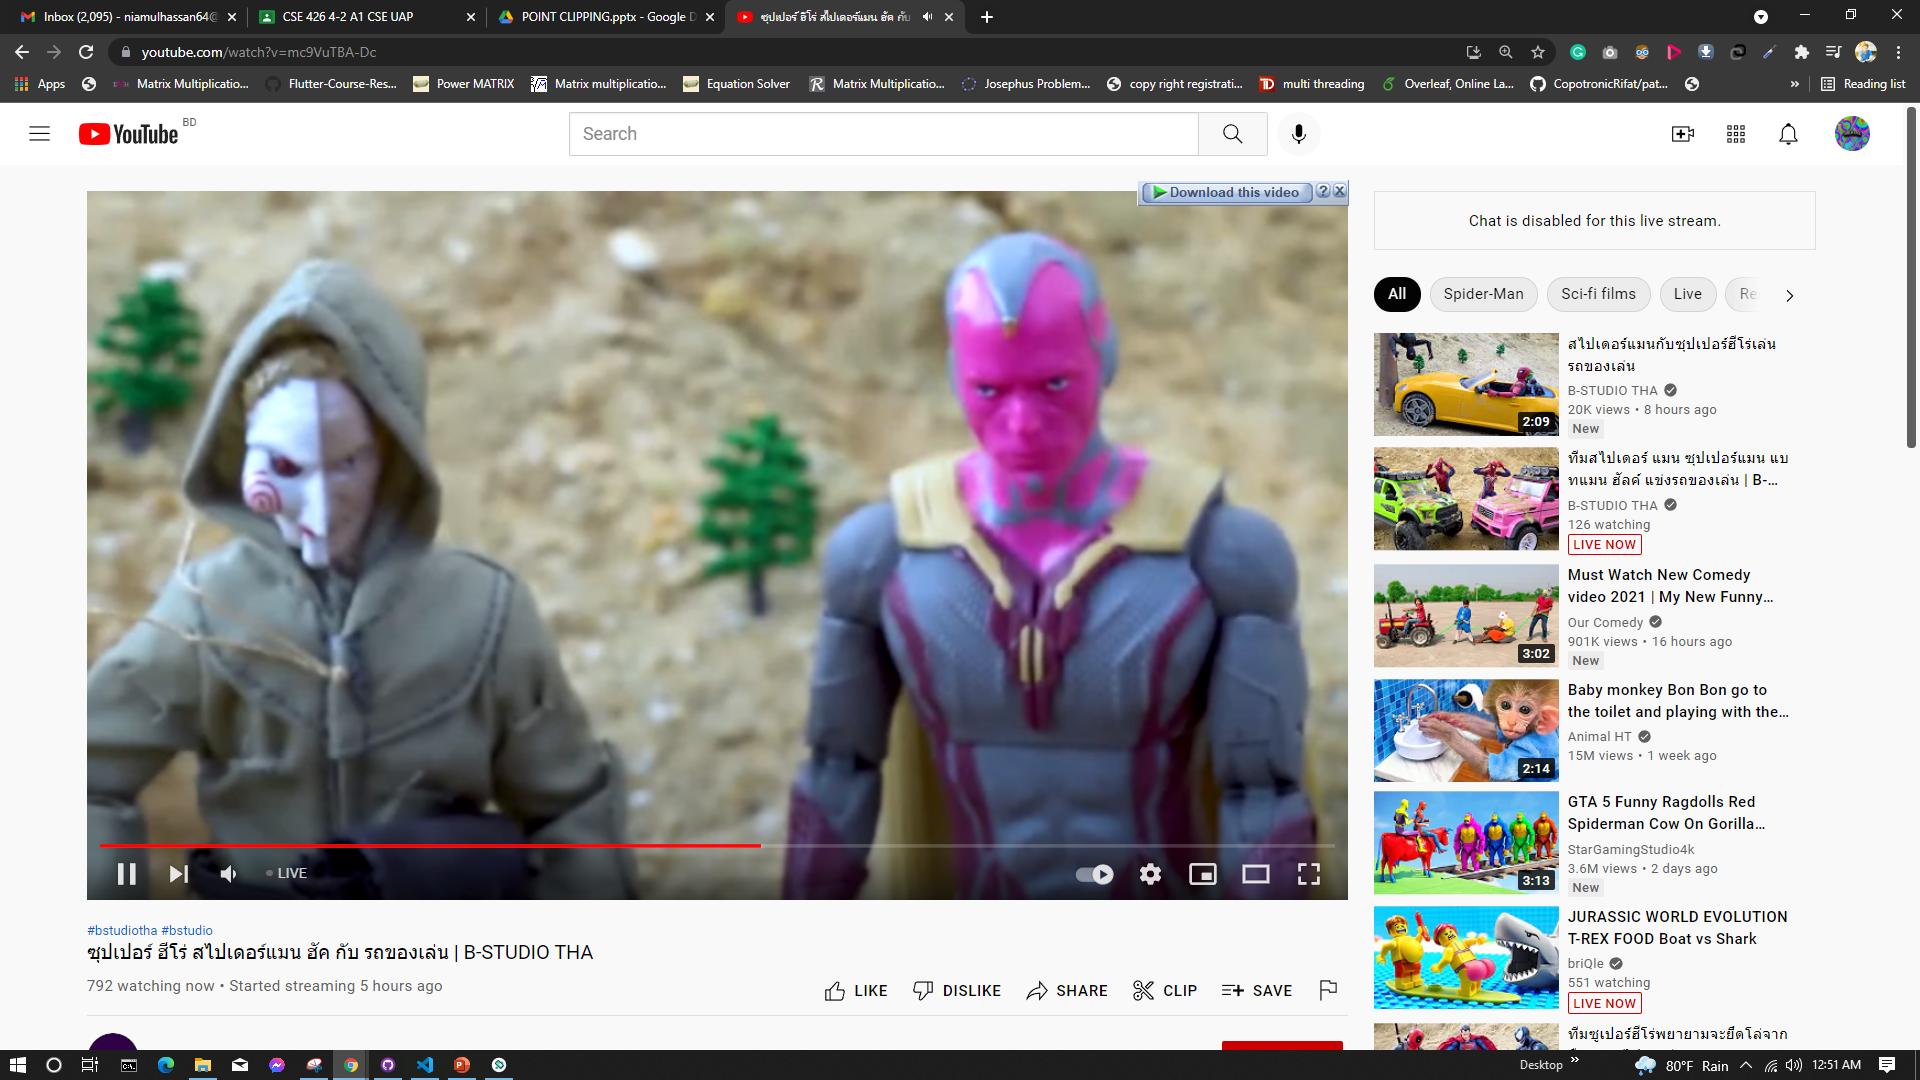 Inbox (2,095) - niamulhassan64@
CSE 426 4-2 A1 CSE UAP
POINT CLIPPING.pptx - Google D
ซุปเปอร์ ฮีโร่ สไปเดอร์แมน ฮัค กับ
youtube.com/watch?v=mc9VuTBA-Dc
Apps
Matrix Multiplicatio...
Flutter-Course-Res...
Power MATRIX
Matrix multiplicatio...
Equation Solver
Matrix Multiplicatio...
Josephus Problem...
copy right registrati...
multi threading
Overleaf, Online La...
CopotronicRifat/pat...
»
Reading list
YouTube BD
Search
Download this video
Chat is disabled for this live stream.
All
Spider-Man
Sci-fi films
Live
Re
สไปเดอร์แมนกับซุปเปอร์ฮีโร่เล่น
รถของเล่น
B-STUDIO THA
20K views • 8 hours ago
New
2:09
ทีมสไปเดอร์ แมน ซุปเปอร์แมน แบ
ทแมน ฮัลค์ แข่งรถของเล่น | B-...
B-STUDIO THA
126 watching
LIVE NOW
Must Watch New Comedy
video 2021 | My New Funny...
Our Comedy
901K views • 16 hours ago
New
3:02
Baby monkey Bon Bon go to
the toilet and playing with the...
Animal HT
15M views • 1 week ago
2:14
GTA 5 Funny Ragdolls Red
Spiderman Cow On Gorilla...
StarGamingStudio4k
3.6M views • 2 days ago
New
3:13
JURASSIC WORLD EVOLUTION
T-REX FOOD Boat vs Shark
briQle
551 watching
LIVE NOW
ทีมซูเปอร์ฮีโร่พยายามจะยึดโล่จาก
LIVE
#bstudiotha #bstudio
ซุปเปอร์ ฮีโร่ สไปเดอร์แมน ฮัค กับ รถของเล่น | B-STUDIO THA
792 watching now • Started streaming 5 hours ago
LIKE
DISLIKE
SHARE
CLIP
SAVE
Desktop
80°F Rain
12:51 AM